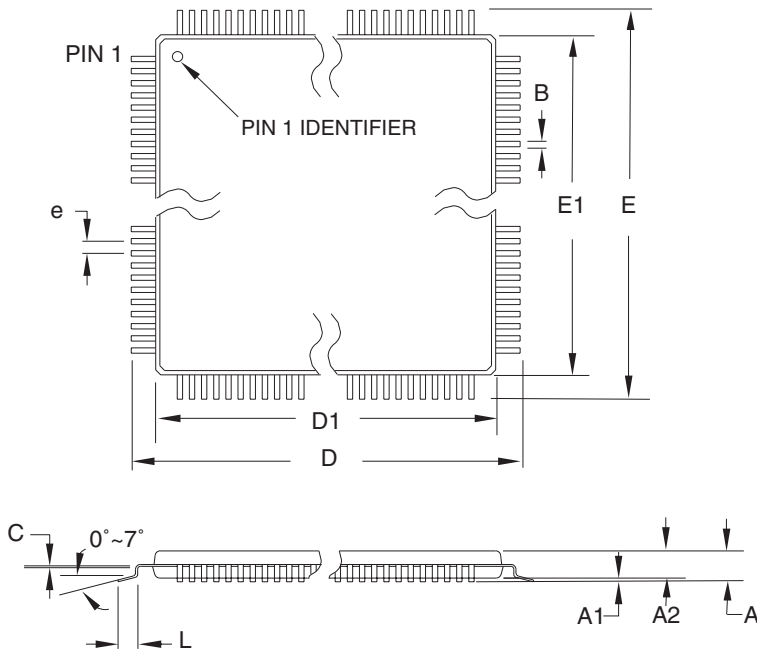 PIN 1
PIN 1 IDENTIFIER
B
e
E1
E
D1
D
C
0°~7°
L
A1
A2
A